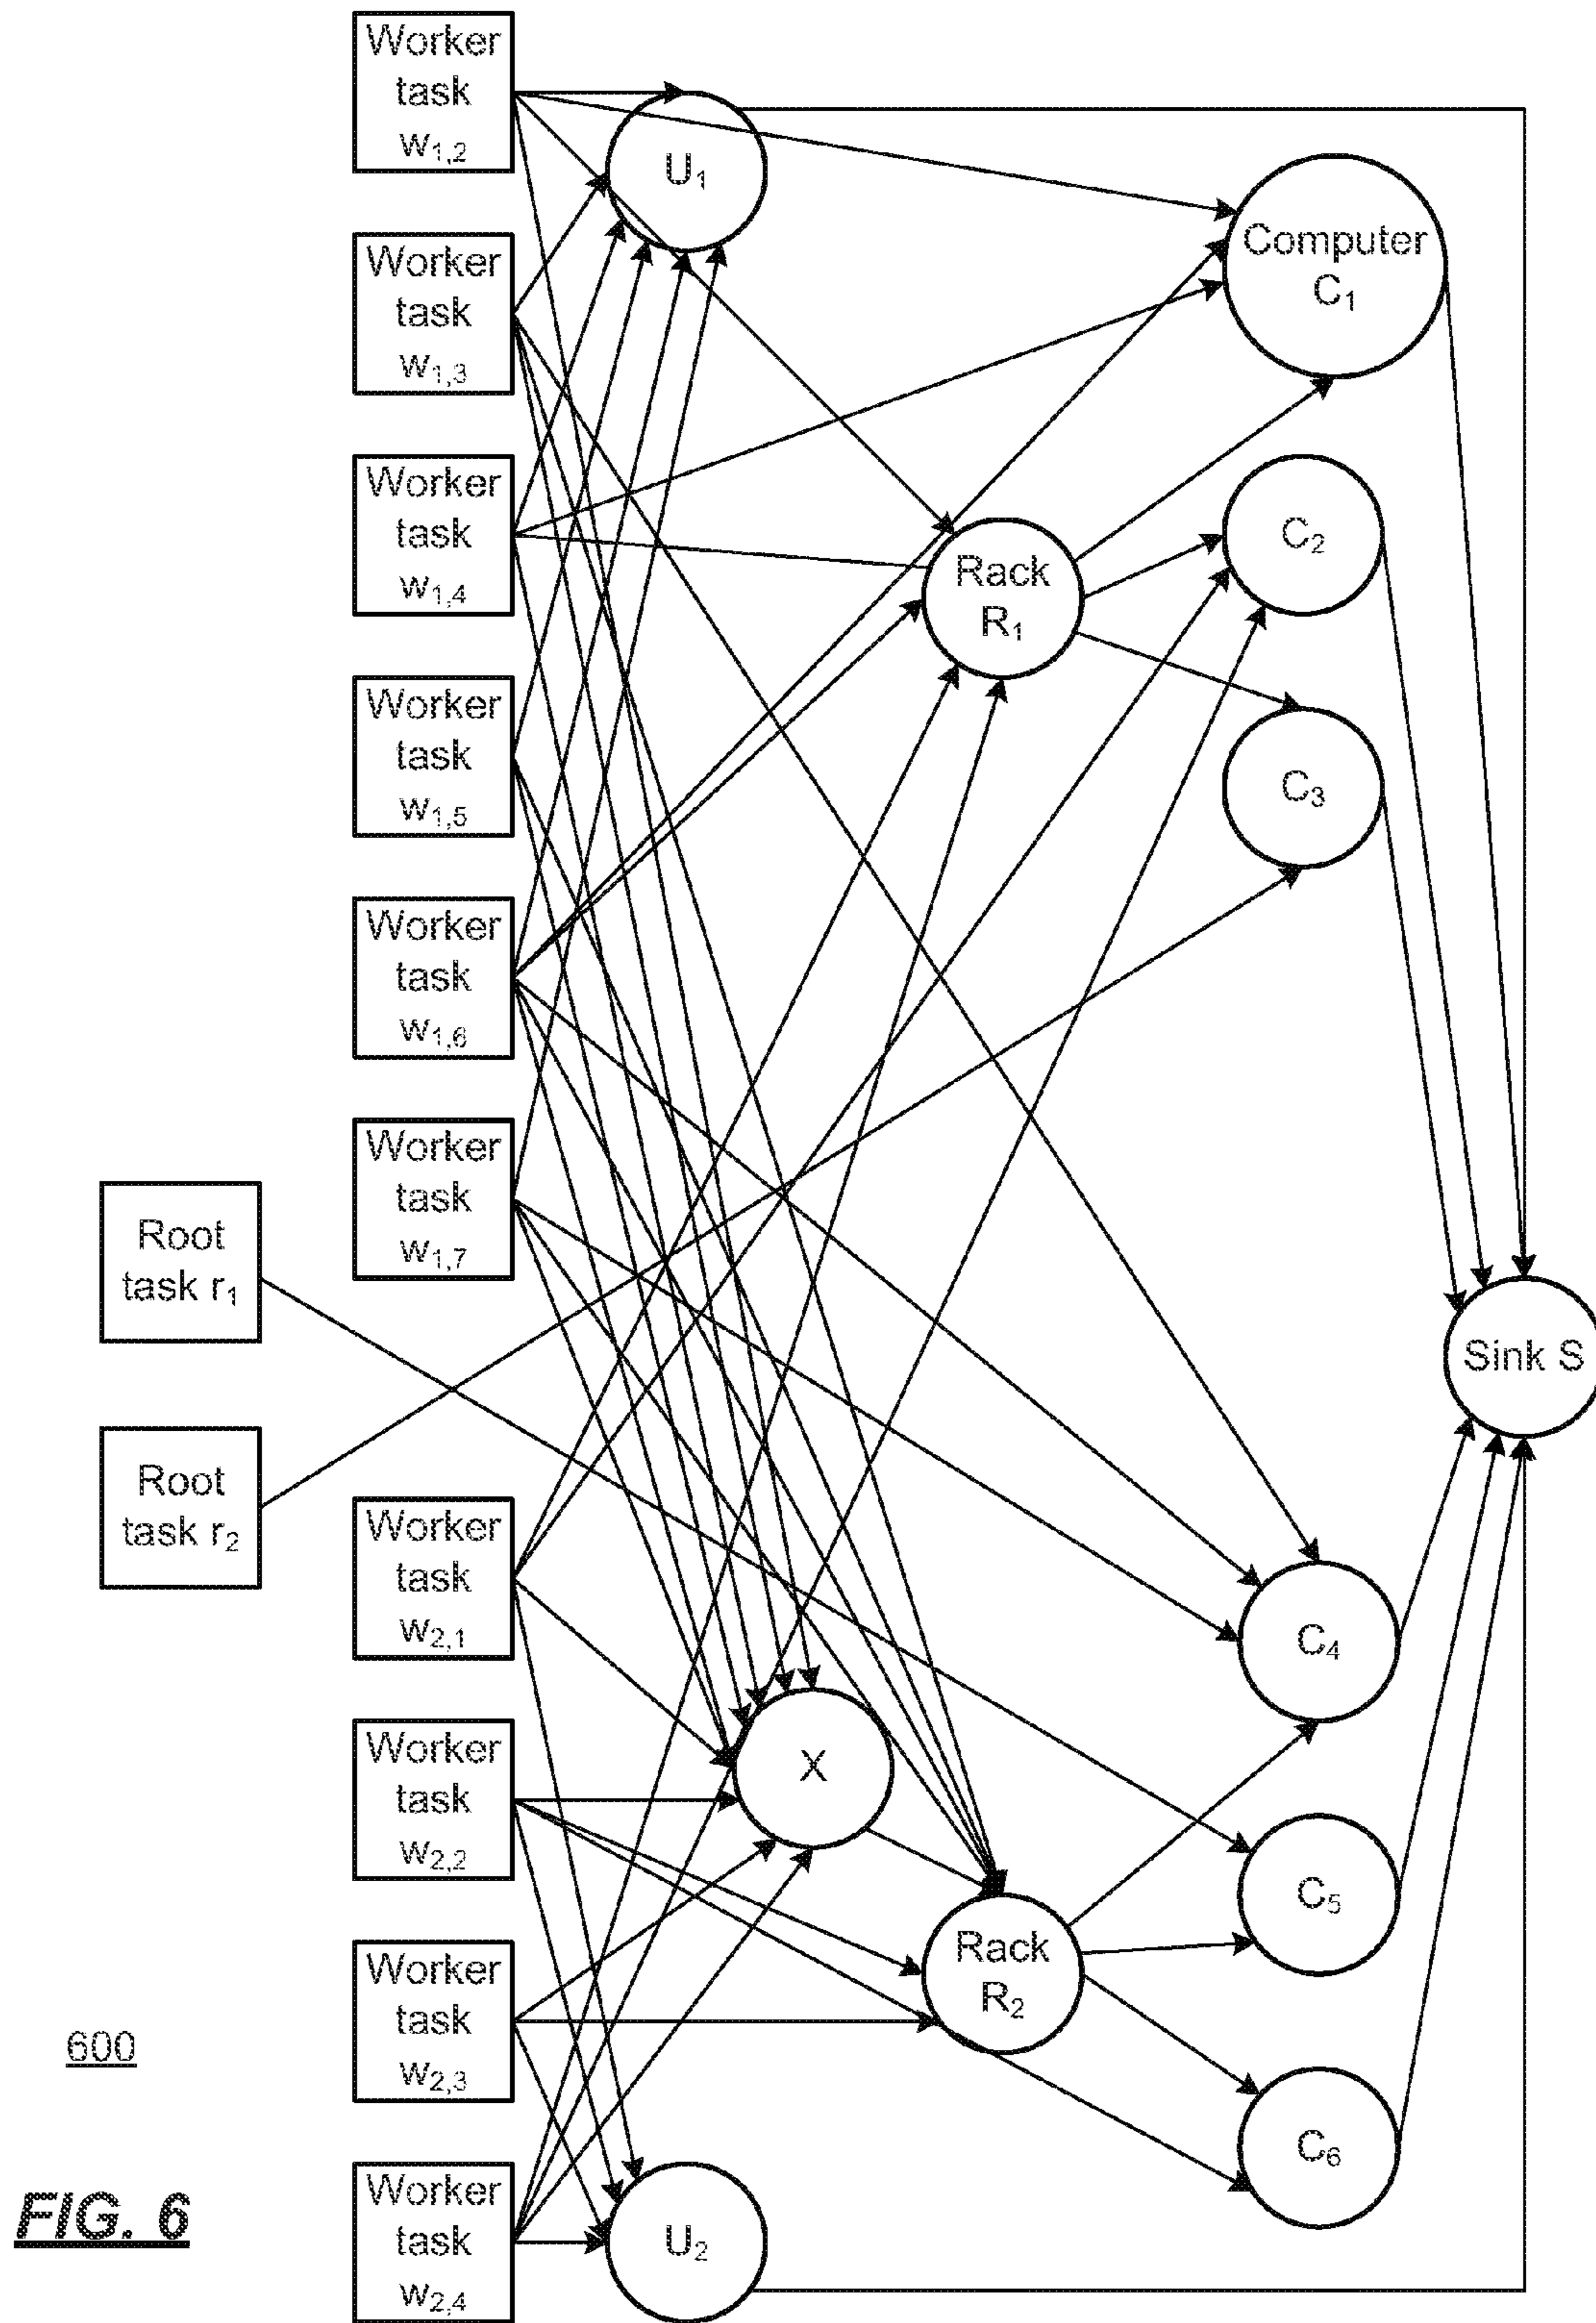 Worker
task
w1,2
U1
Worker
task
w1,3
Computer
C1
Worker
task
w1,4
C2
Rack
R1
Worker
task
w1,5
C3
Worker
task
w1,6
Worker
task
w1,7
Root
task r1
Sink S
Root
task r2
Worker
task
w2,1
C4
Worker
task
w2,2
X
C5
Rack
R2
Worker
task
w2,3
C6
Worker
task
w2,4
U2
600
FIG. 6